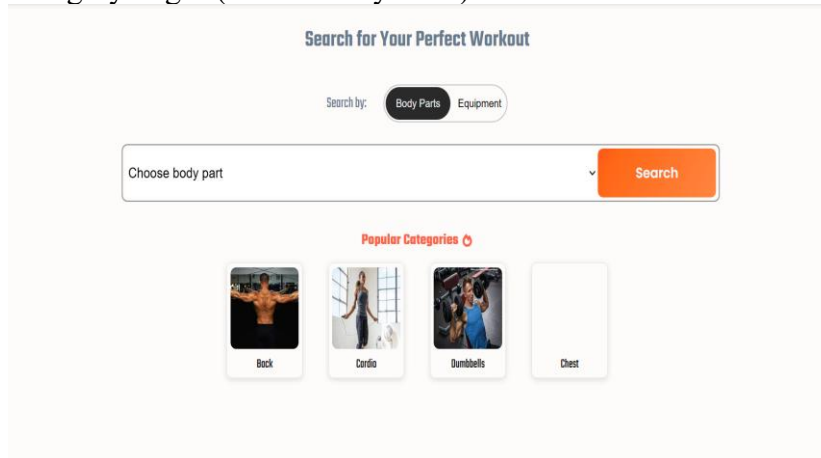 Search for Your Perfect Workout
Search by: Body Parts Equipment
Choose body part Search
Popular Categories
Back Cardio Dumbbells Chest